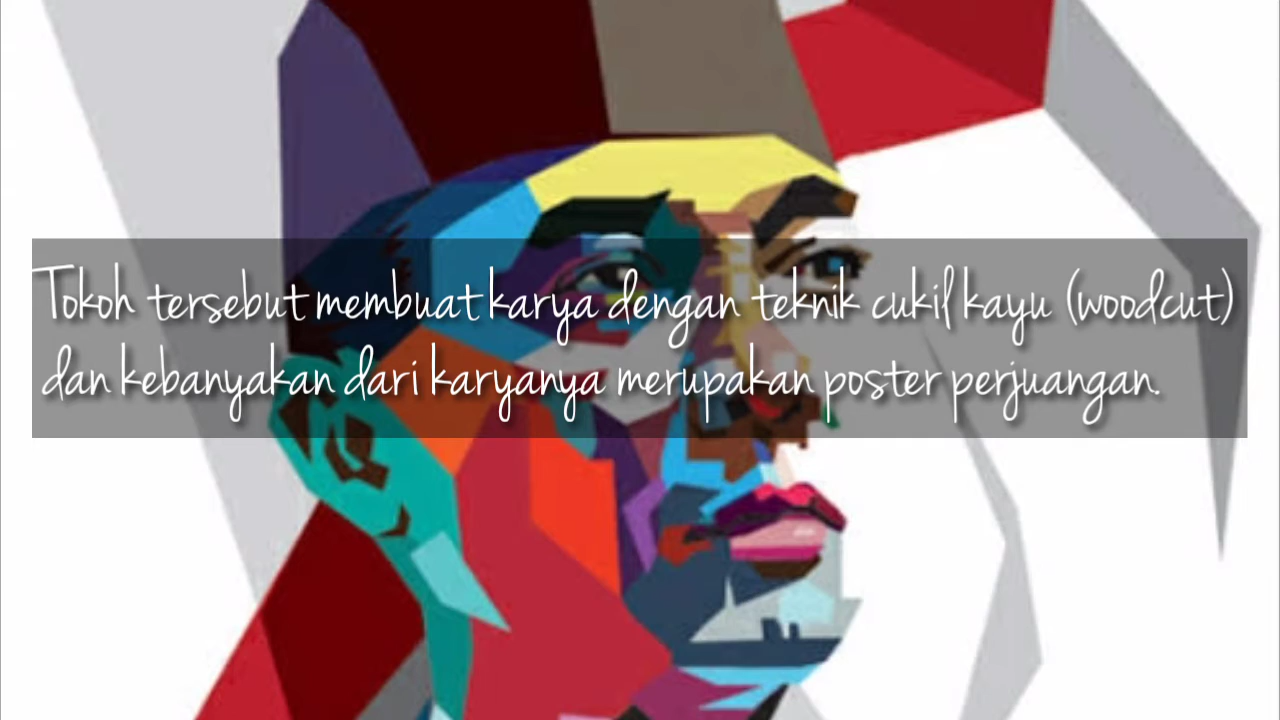 Tokoh tersebut membuat karya dengan teknik cukil kayu (woodcut)
dan kebanyakan dari karyanya merupakan poster perjuangan.